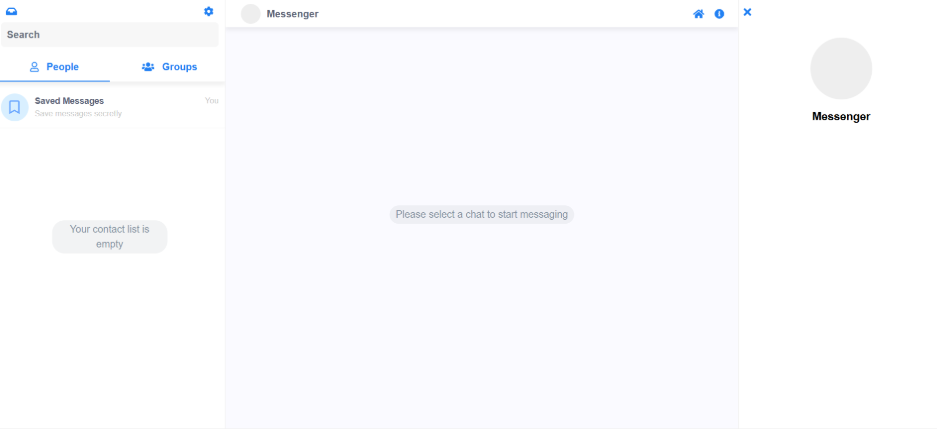 Messenger
Search
People
Groups
Saved Messages
You
Save messages secretly
Your contact list is
empty
Please select a chat to start messaging
Messenger